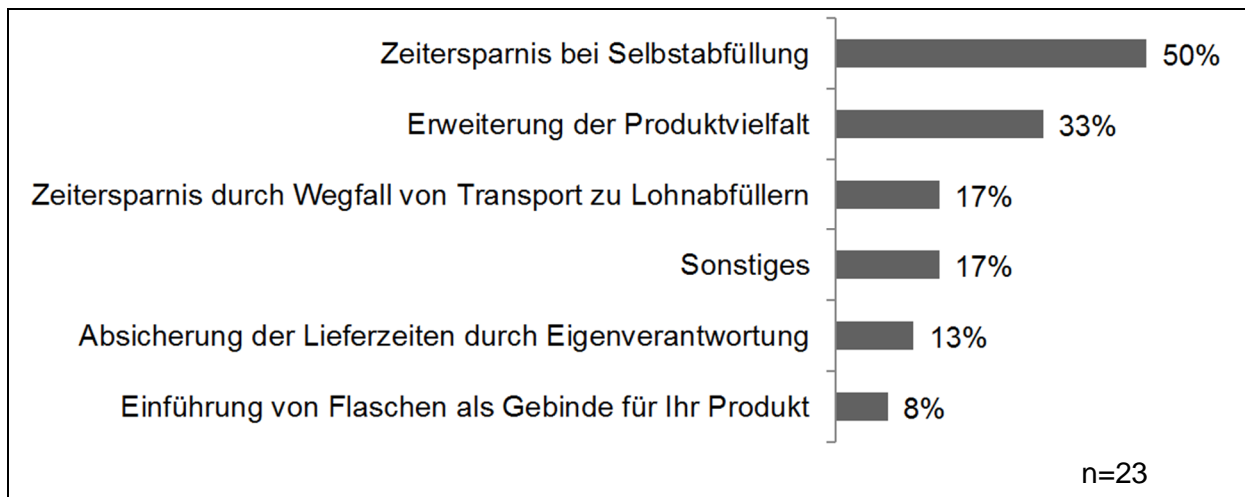 Zeitersparnis bei Selbstabfüllung 50%
Erweiterung der Produktvielfalt 33%
Zeitersparnis durch Wegfall von Transport zu Lohnabfüllern 17%
Sonstiges 17%
Absicherung der Lieferzeiten durch Eigenverantwortung 13%
Einführung von Flaschen als Gebinde für Ihr Produkt 8%
n=23